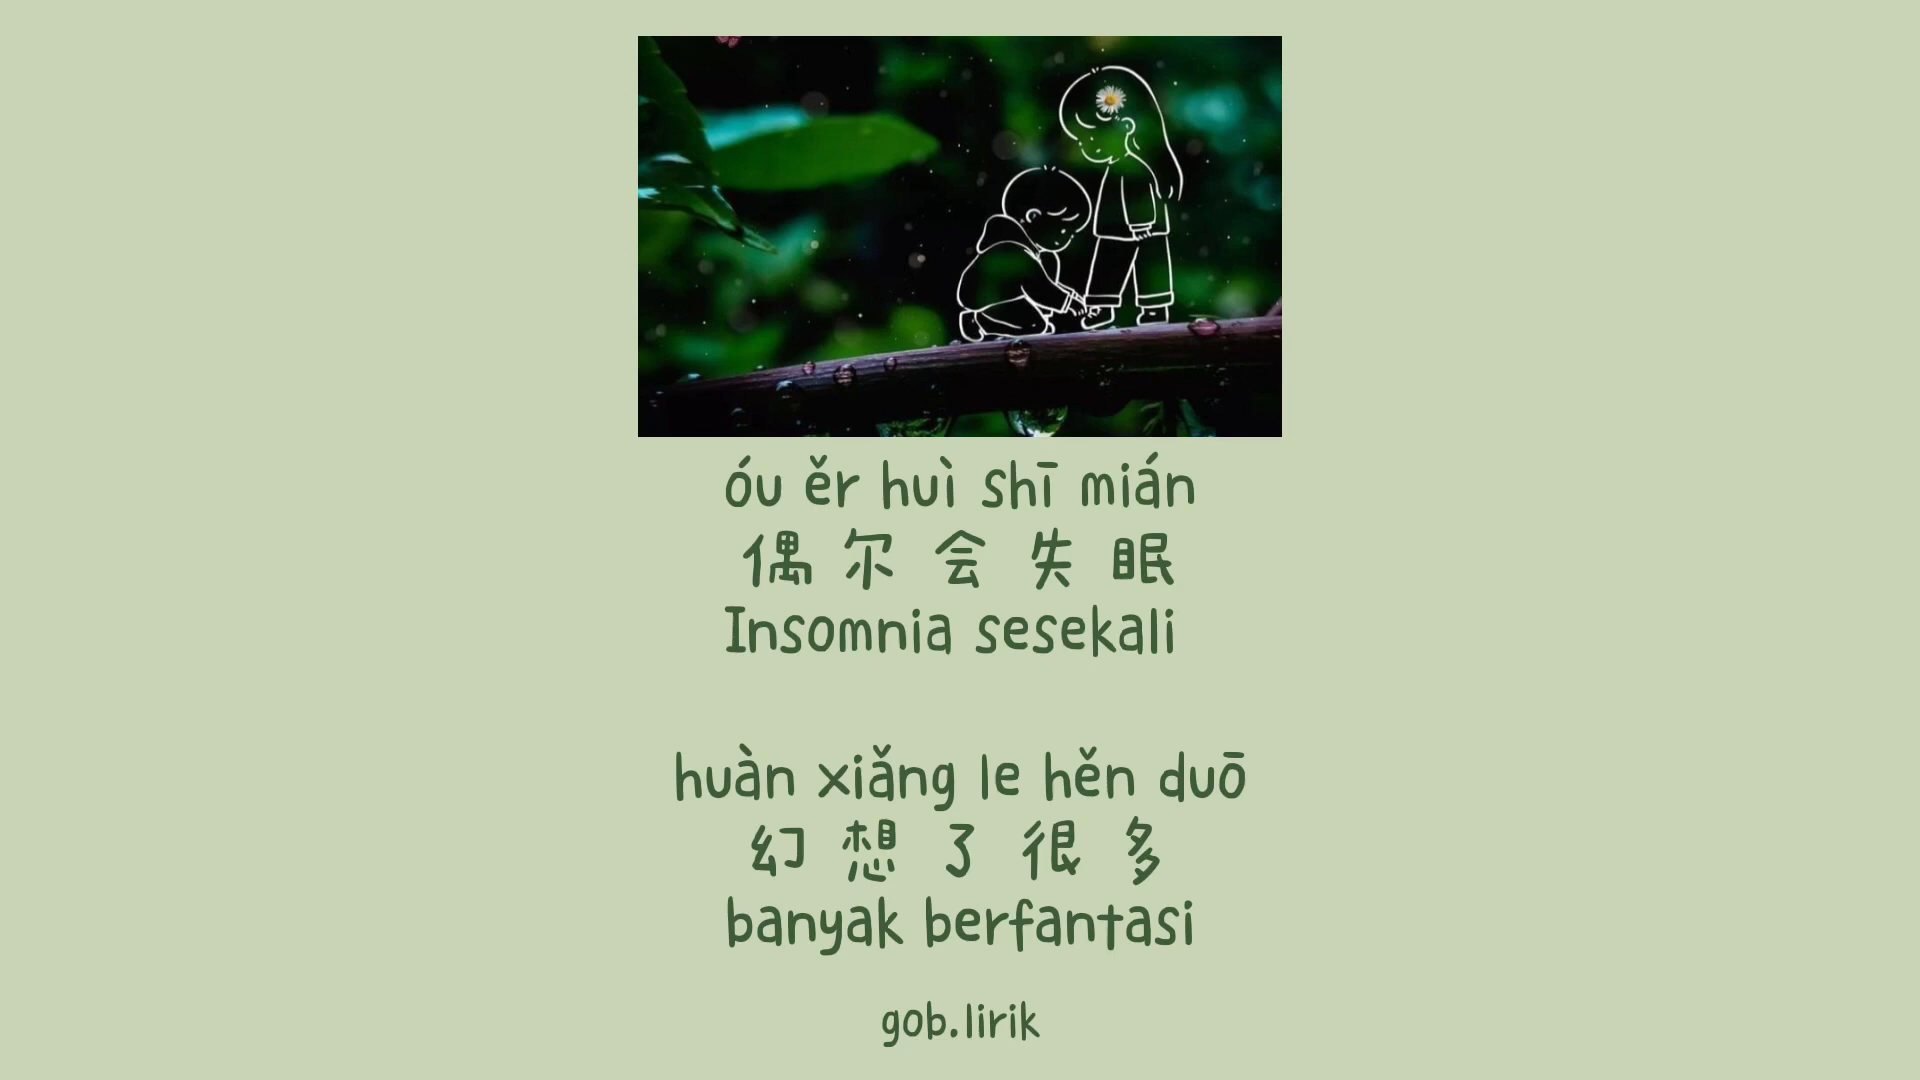 óu ěr huì shī mián
偶 尔 会 失 眠
Insomnia sesekali
huàn xiǎng le hěn duō
幻 想 了 很 多
banyak berfantasi
gob.lirik